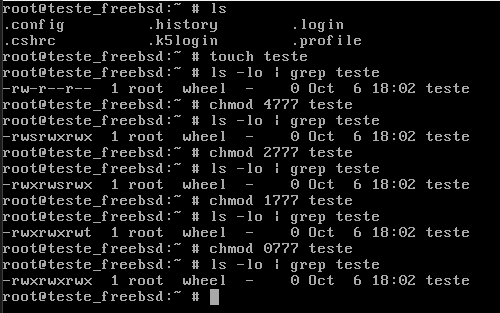 root@teste_freebsd:~ # ls
.config .history .login
.cshrc .k5login .profile
root@teste_freebsd:~ # touch teste
root@teste_freebsd:~ # ls -lo | grep teste
-rw-r--r-- 1 root wheel - 0 Oct 6 18:02 teste
root@teste_freebsd:~ # chmod 4777 teste
root@teste_freebsd:~ # ls -lo | grep teste
-rwsrwxrwx 1 root wheel - 0 Oct 6 18:02 teste
root@teste_freebsd:~ # chmod 2777 teste
root@teste_freebsd:~ # ls -lo | grep teste
-rwxrwsrwx 1 root wheel - 0 Oct 6 18:02 teste
root@teste_freebsd:~ # chmod 1777 teste
root@teste_freebsd:~ # ls -lo | grep teste
-rwxrwxrwt 1 root wheel - 0 Oct 6 18:02 teste
root@teste_freebsd:~ # chmod 0777 teste
root@teste_freebsd:~ # ls -lo | grep teste
-rwxrwxrwx 1 root wheel - 0 Oct 6 18:02 teste
root@teste_freebsd:~ #